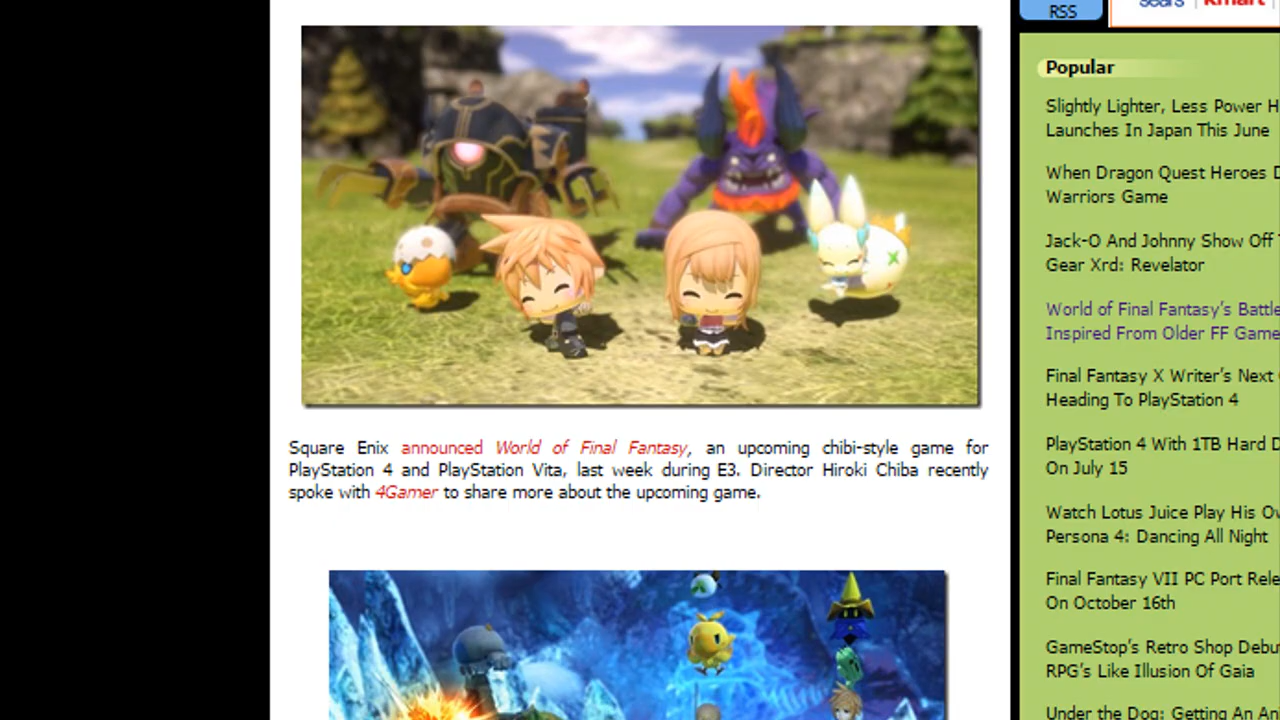 RSS
sears
kmart
Square Enix announced World of Final Fantasy, an upcoming chibi-style game for
PlayStation 4 and PlayStation Vita, last week during E3. Director Hiroki Chiba recently
spoke with 4Gamer to share more about the upcoming game.
Popular
Slightly Lighter, Less Power H
Launches In Japan This June
When Dragon Quest Heroes D
Warriors Game
Jack-O And Johnny Show Off
Gear Xrd: Revelator
World of Final Fantasy's Battle
Inspired From Older FF Game
Final Fantasy X Writer's Next
Heading To PlayStation 4
PlayStation 4 With 1TB Hard D
On July 15
Watch Lotus Juice Play His Ow
Persona 4: Dancing All Night
Final Fantasy VII PC Port Rele
On October 16th
GameStop's Retro Shop Debu
RPG's Like Illusion Of Gaia
Under the Dog: Getting An An